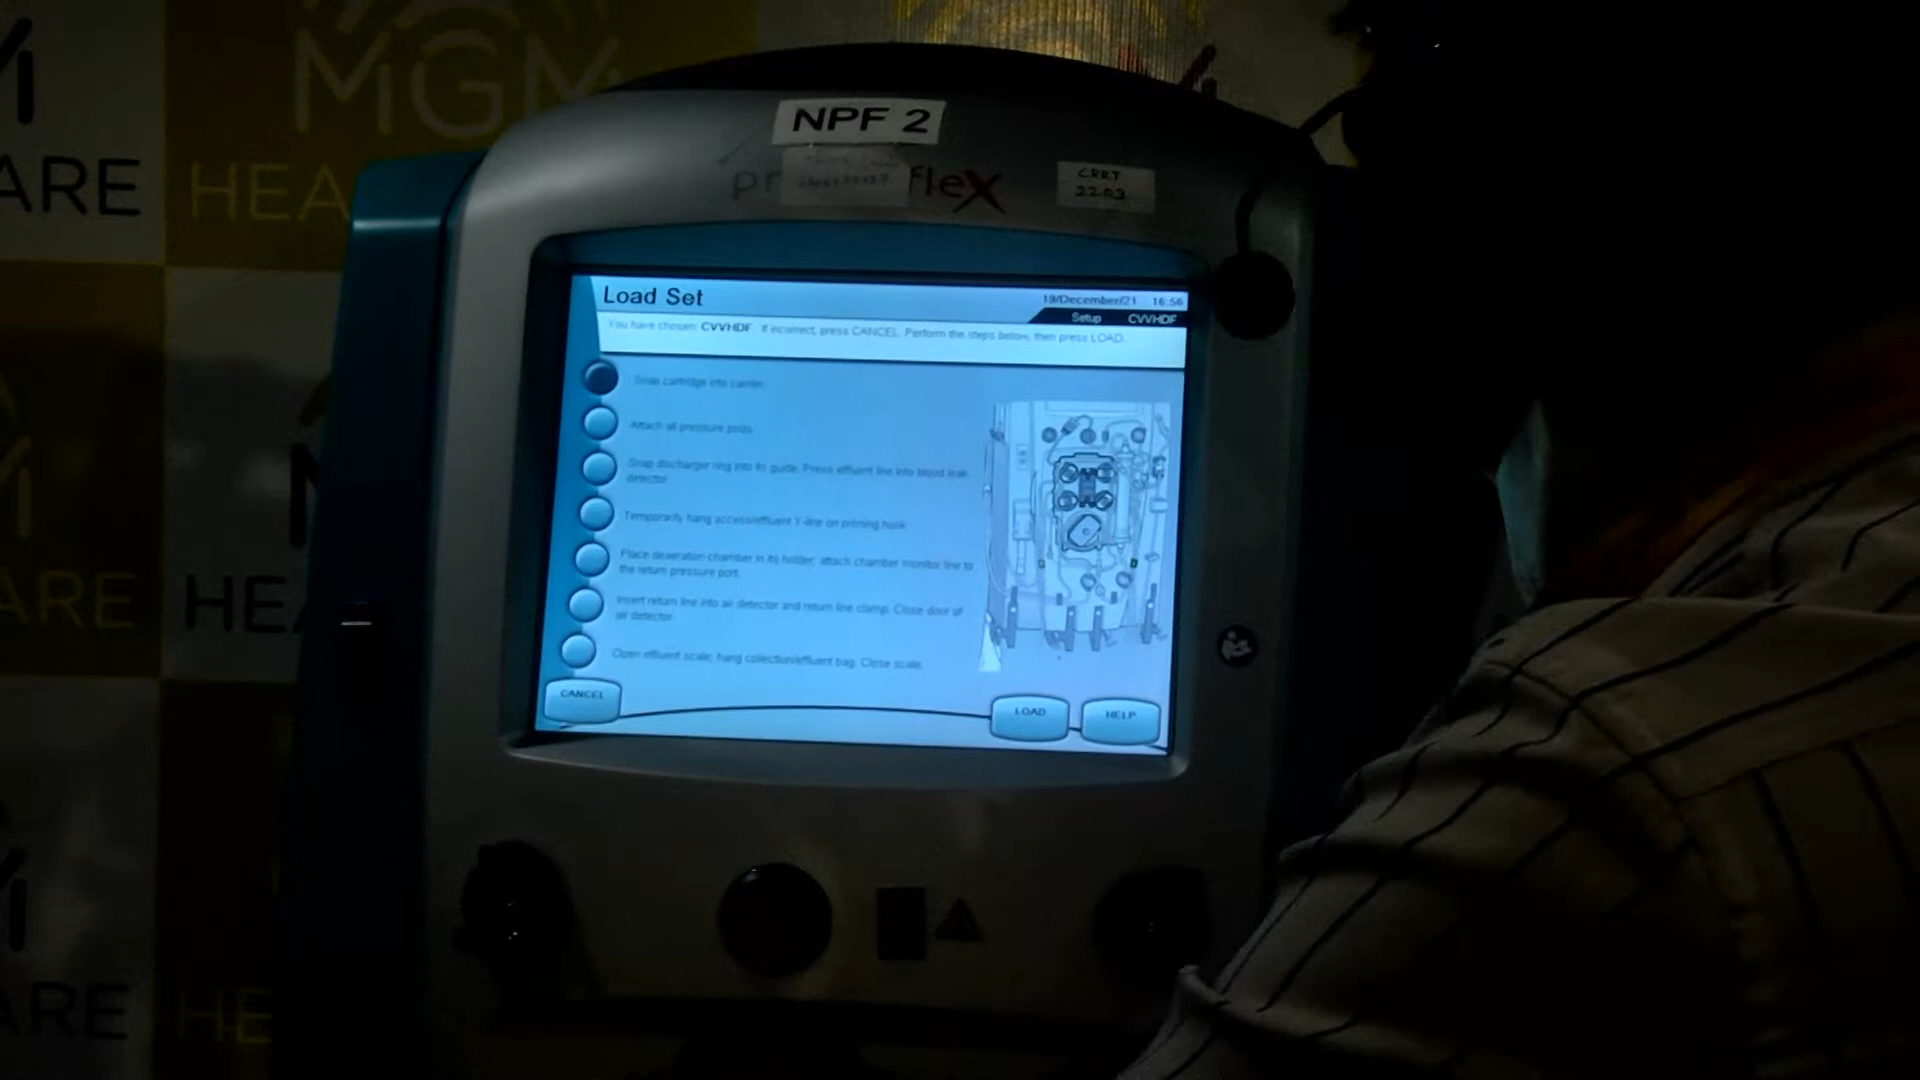 MGM
HEA
ARE
NPF 2
pr
flex
CRRT
2203
Load Set
19/December/21 16:56
Setup CVVHDF
You have chosen CVVHDF. If incorrect, press CANCEL. Perform the steps below, then press LOAD.
Snap cartridge into carrier.
Attach all pressure pods.
Snap discharger ring into its guide. Press effluent line into blood leak
detector.
Temporarily hang access/effluent Y-line on priming hook.
Place deaeration chamber in its holder; attach chamber monitor line to
the return pressure port.
Insert return line into air detector and return line clamp. Close door of
air detector.
Open effluent scale; hang collection/effluent bag. Close scale.
CANCEL
LOAD
HELP
ARE
HEA
ARE
HE